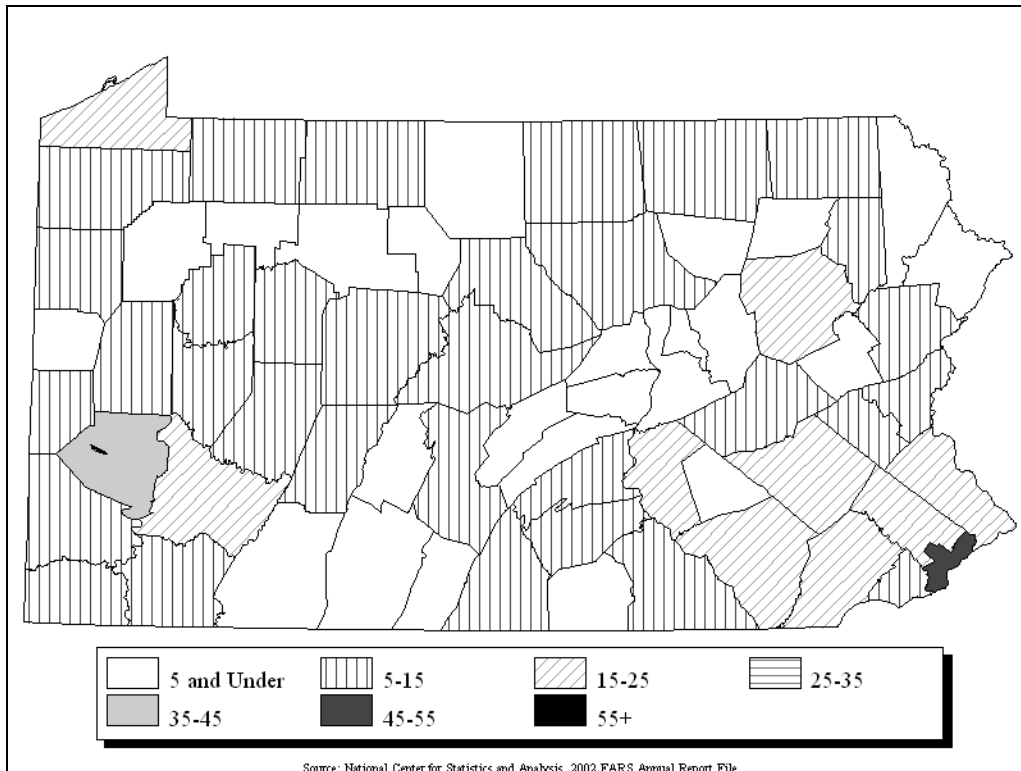 5 and Under 5-15 15-25 25-35
35-45 45-55 55+
Source: National Center for Statistics and Analysis, 2002 FARS Annual Report File